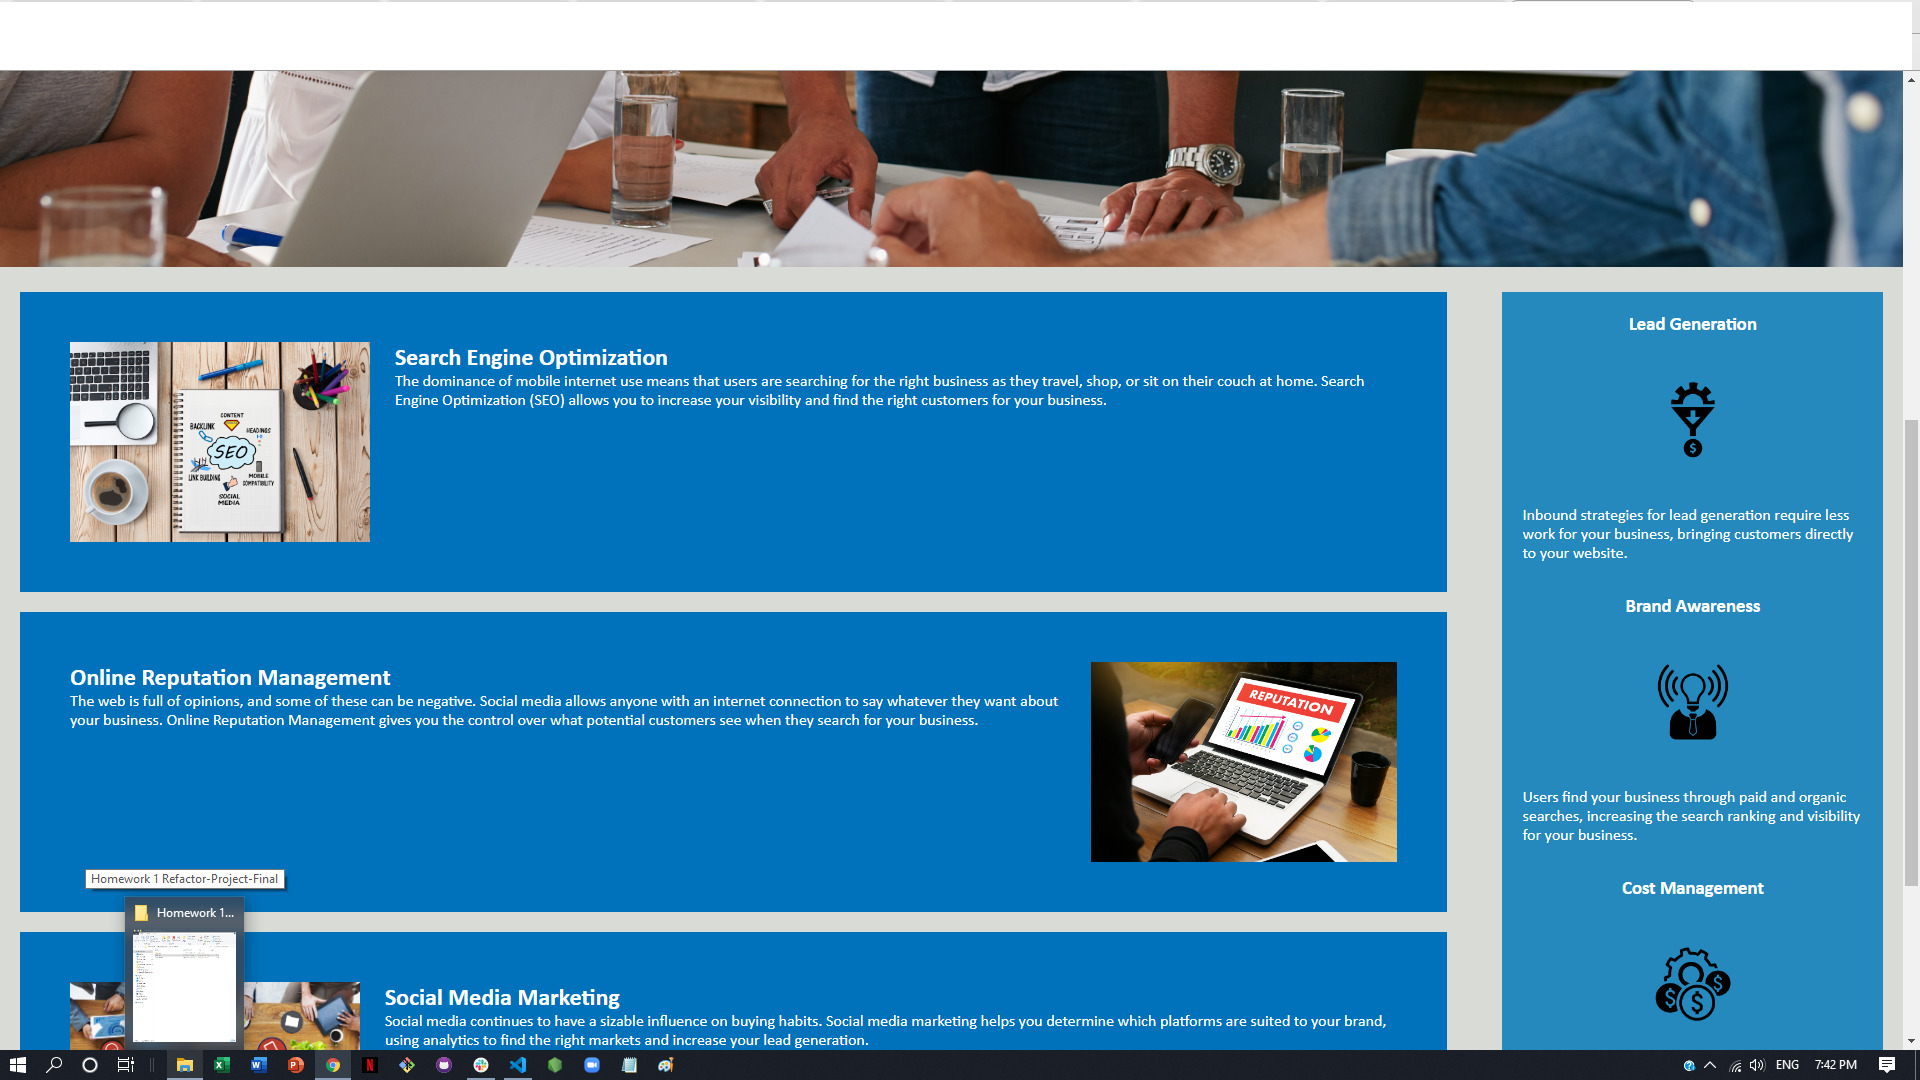 Search Engine Optimization
The dominance of mobile internet use means that users are searching for the right business as they travel, shop, or sit on their couch at home. Search
Engine Optimization (SEO) allows you to increase your visibility and find the right customers for your business.
CONTENT
BACKLINK
HEADINGS
SEO
LINK BUILDING
MOBILE
COMPATIBILITY
SOCIAL
MEDIA
Online Reputation Management
The web is full of opinions, and some of these can be negative. Social media allows anyone with an internet connection to say whatever they want about
your business. Online Reputation Management gives you the control over what potential customers see when they search for your business.
REPUTATION
Social Media Marketing
Social media continues to have a sizable influence on buying habits. Social media marketing helps you determine which platforms are suited to your brand,
using analytics to find the right markets and increase your lead generation.
Lead Generation
Inbound strategies for lead generation require less
work for your business, bringing customers directly
to your website.
Brand Awareness
Users find your business through paid and organic
searches, increasing the search ranking and visibility
for your business.
Cost Management
Homework 1 Refactor-Project-Final
Homework 1...
ENG
7:42 PM